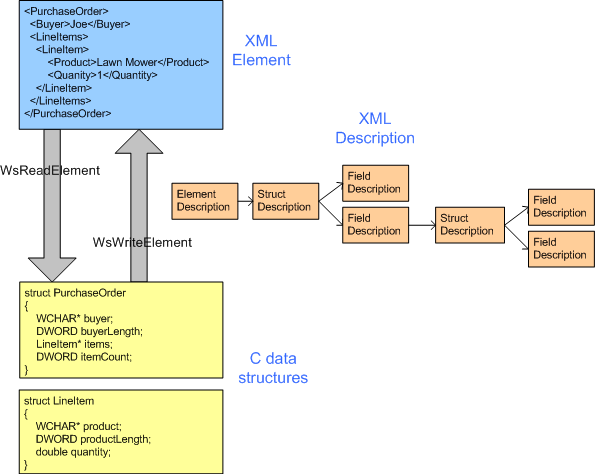 <PurchaseOrder>
<Buyer>Joe</Buyer>
<LineItems>
<LineItem>
<Product>Lawn Mower</Product>
<Quanity>1</Quantity>
</LineItem>
</LineItems>
</PurchaseOrder>
XML
Element
WsReadElement
WsWriteElement
XML
Description
Element
Description
Struct
Description
Field
Description
Field
Description
Struct
Description
Field
Description
Field
Description
struct PurchaseOrder
{
WCHAR* buyer;
DWORD buyerLength;
LineItem* items;
DWORD itemCount;
}
C data
structures
struct LineItem
{
WCHAR* product;
DWORD productLength;
double quantity;
}